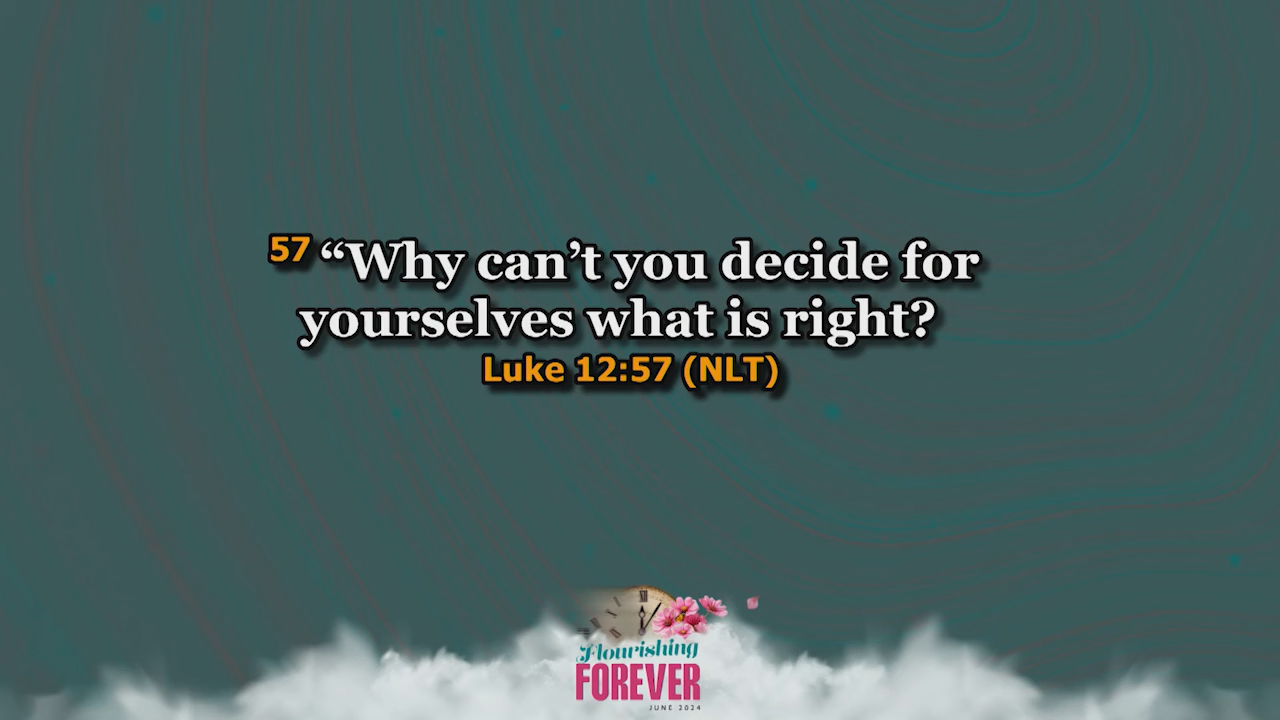 57 “Why can’t you decide for
yourselves what is right?
Luke 12:57 (NLT)
Flourishing
FOREVER
JUNE 2024